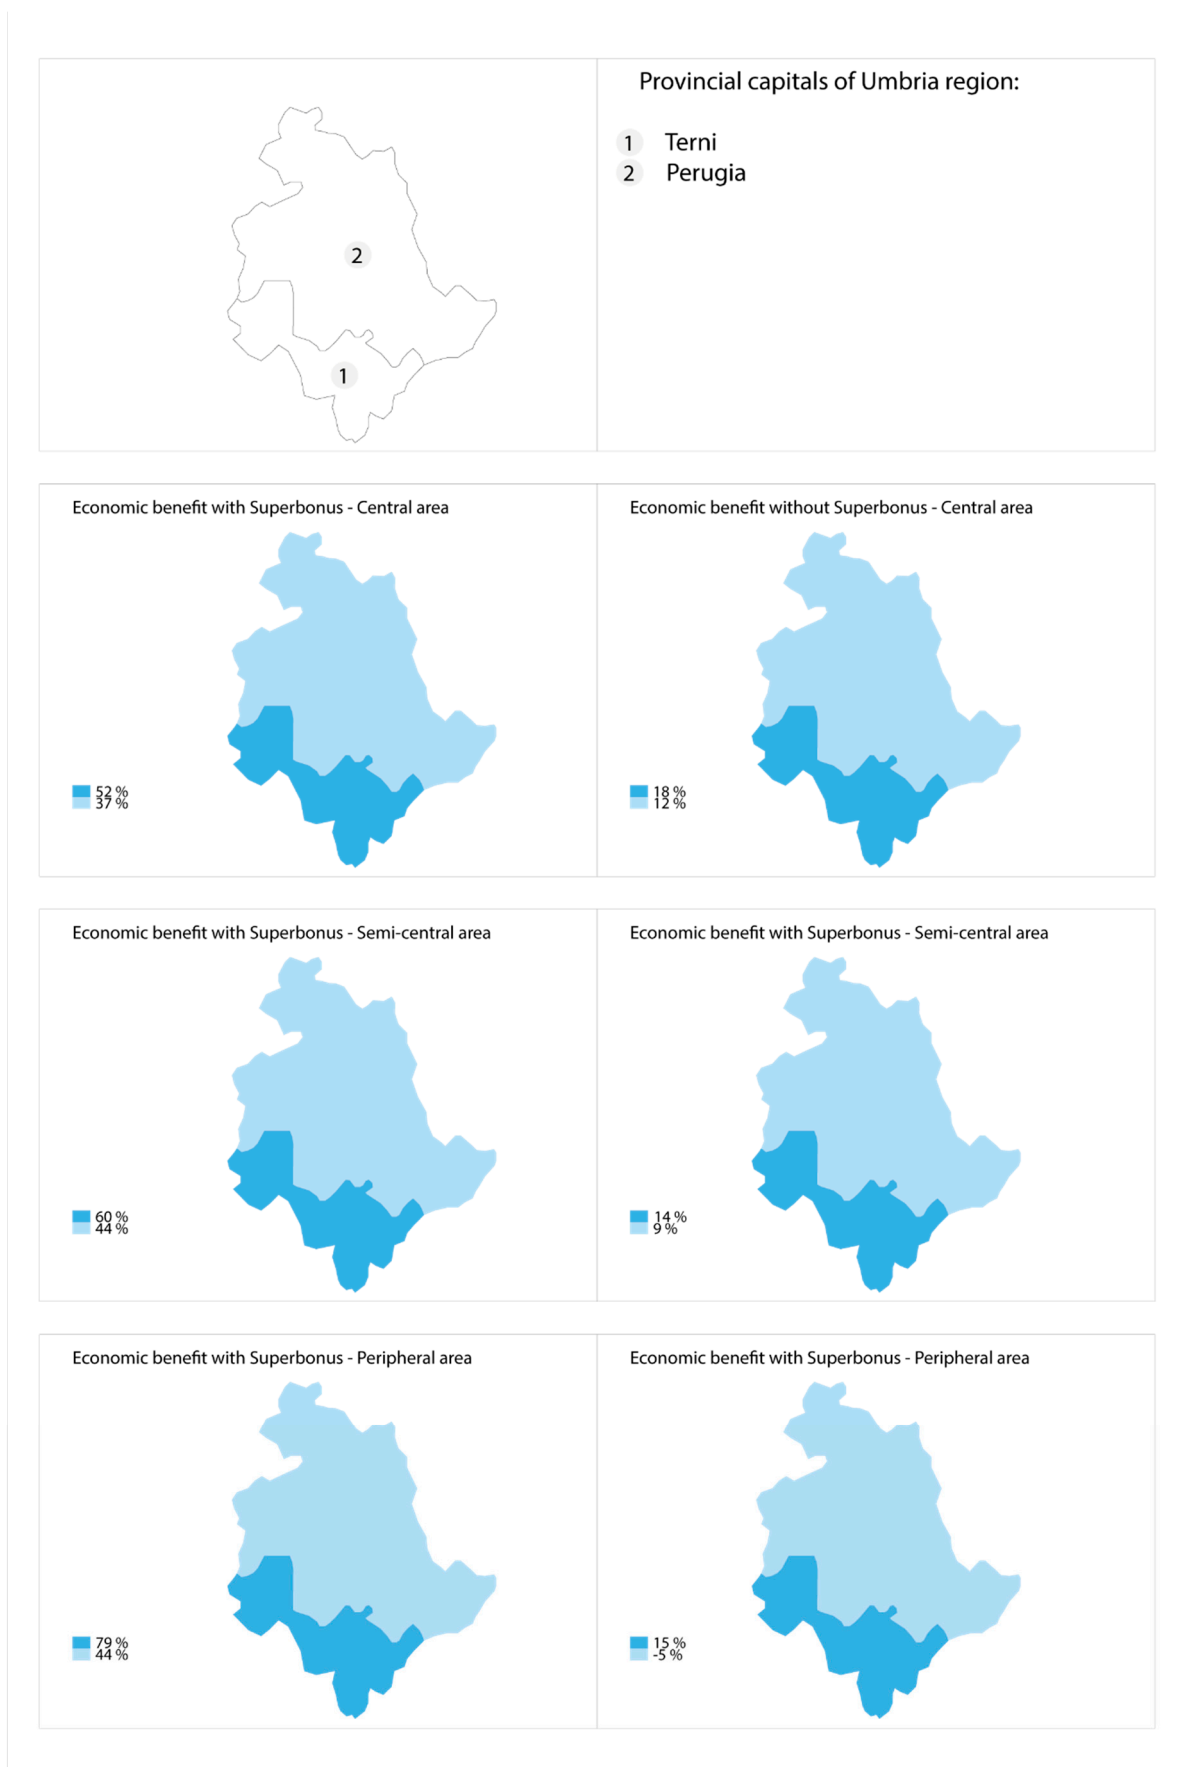 Provincial capitals of Umbria region:
1 Terni
2 Perugia
2
1
Economic benefit with Superbonus - Central area
52 %
37 %
Economic benefit without Superbonus - Central area
18 %
12 %
Economic benefit with Superbonus - Semi-central area
60 %
44 %
Economic benefit with Superbonus - Semi-central area
14 %
9 %
Economic benefit with Superbonus - Peripheral area
79 %
44 %
Economic benefit with Superbonus - Peripheral area
15 %
-5 %